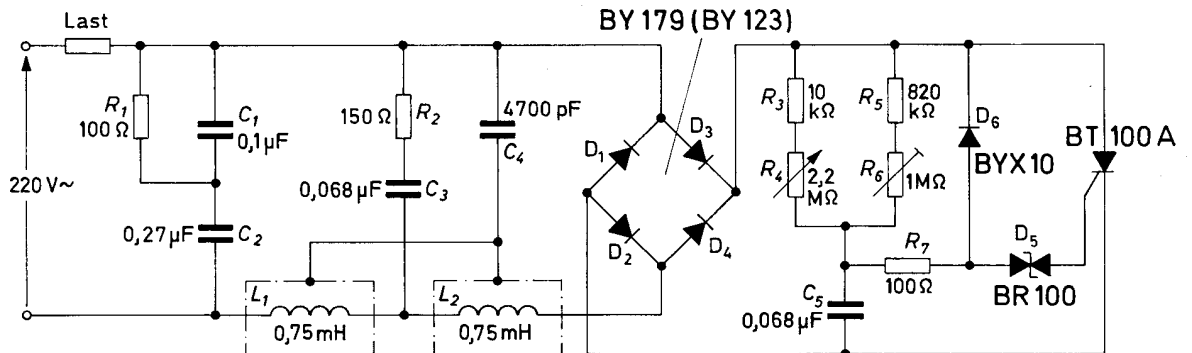 Last
BY 179 (BY 123)
220 V~
R1
100 Ω
C1
0,1 µF
0,27 µF
C2
150 Ω
R2
0,068 µF
C3
4700 pF
C4
L1
0,75 mH
L2
0,75 mH
D1
D3
D2
D4
R3
10
kΩ
R5
820
kΩ
R4
2,2
MΩ
R6
1MΩ
D6
BYX 10
BT 100 A
R7
100 Ω
D5
BR 100
C5
0,068 µF